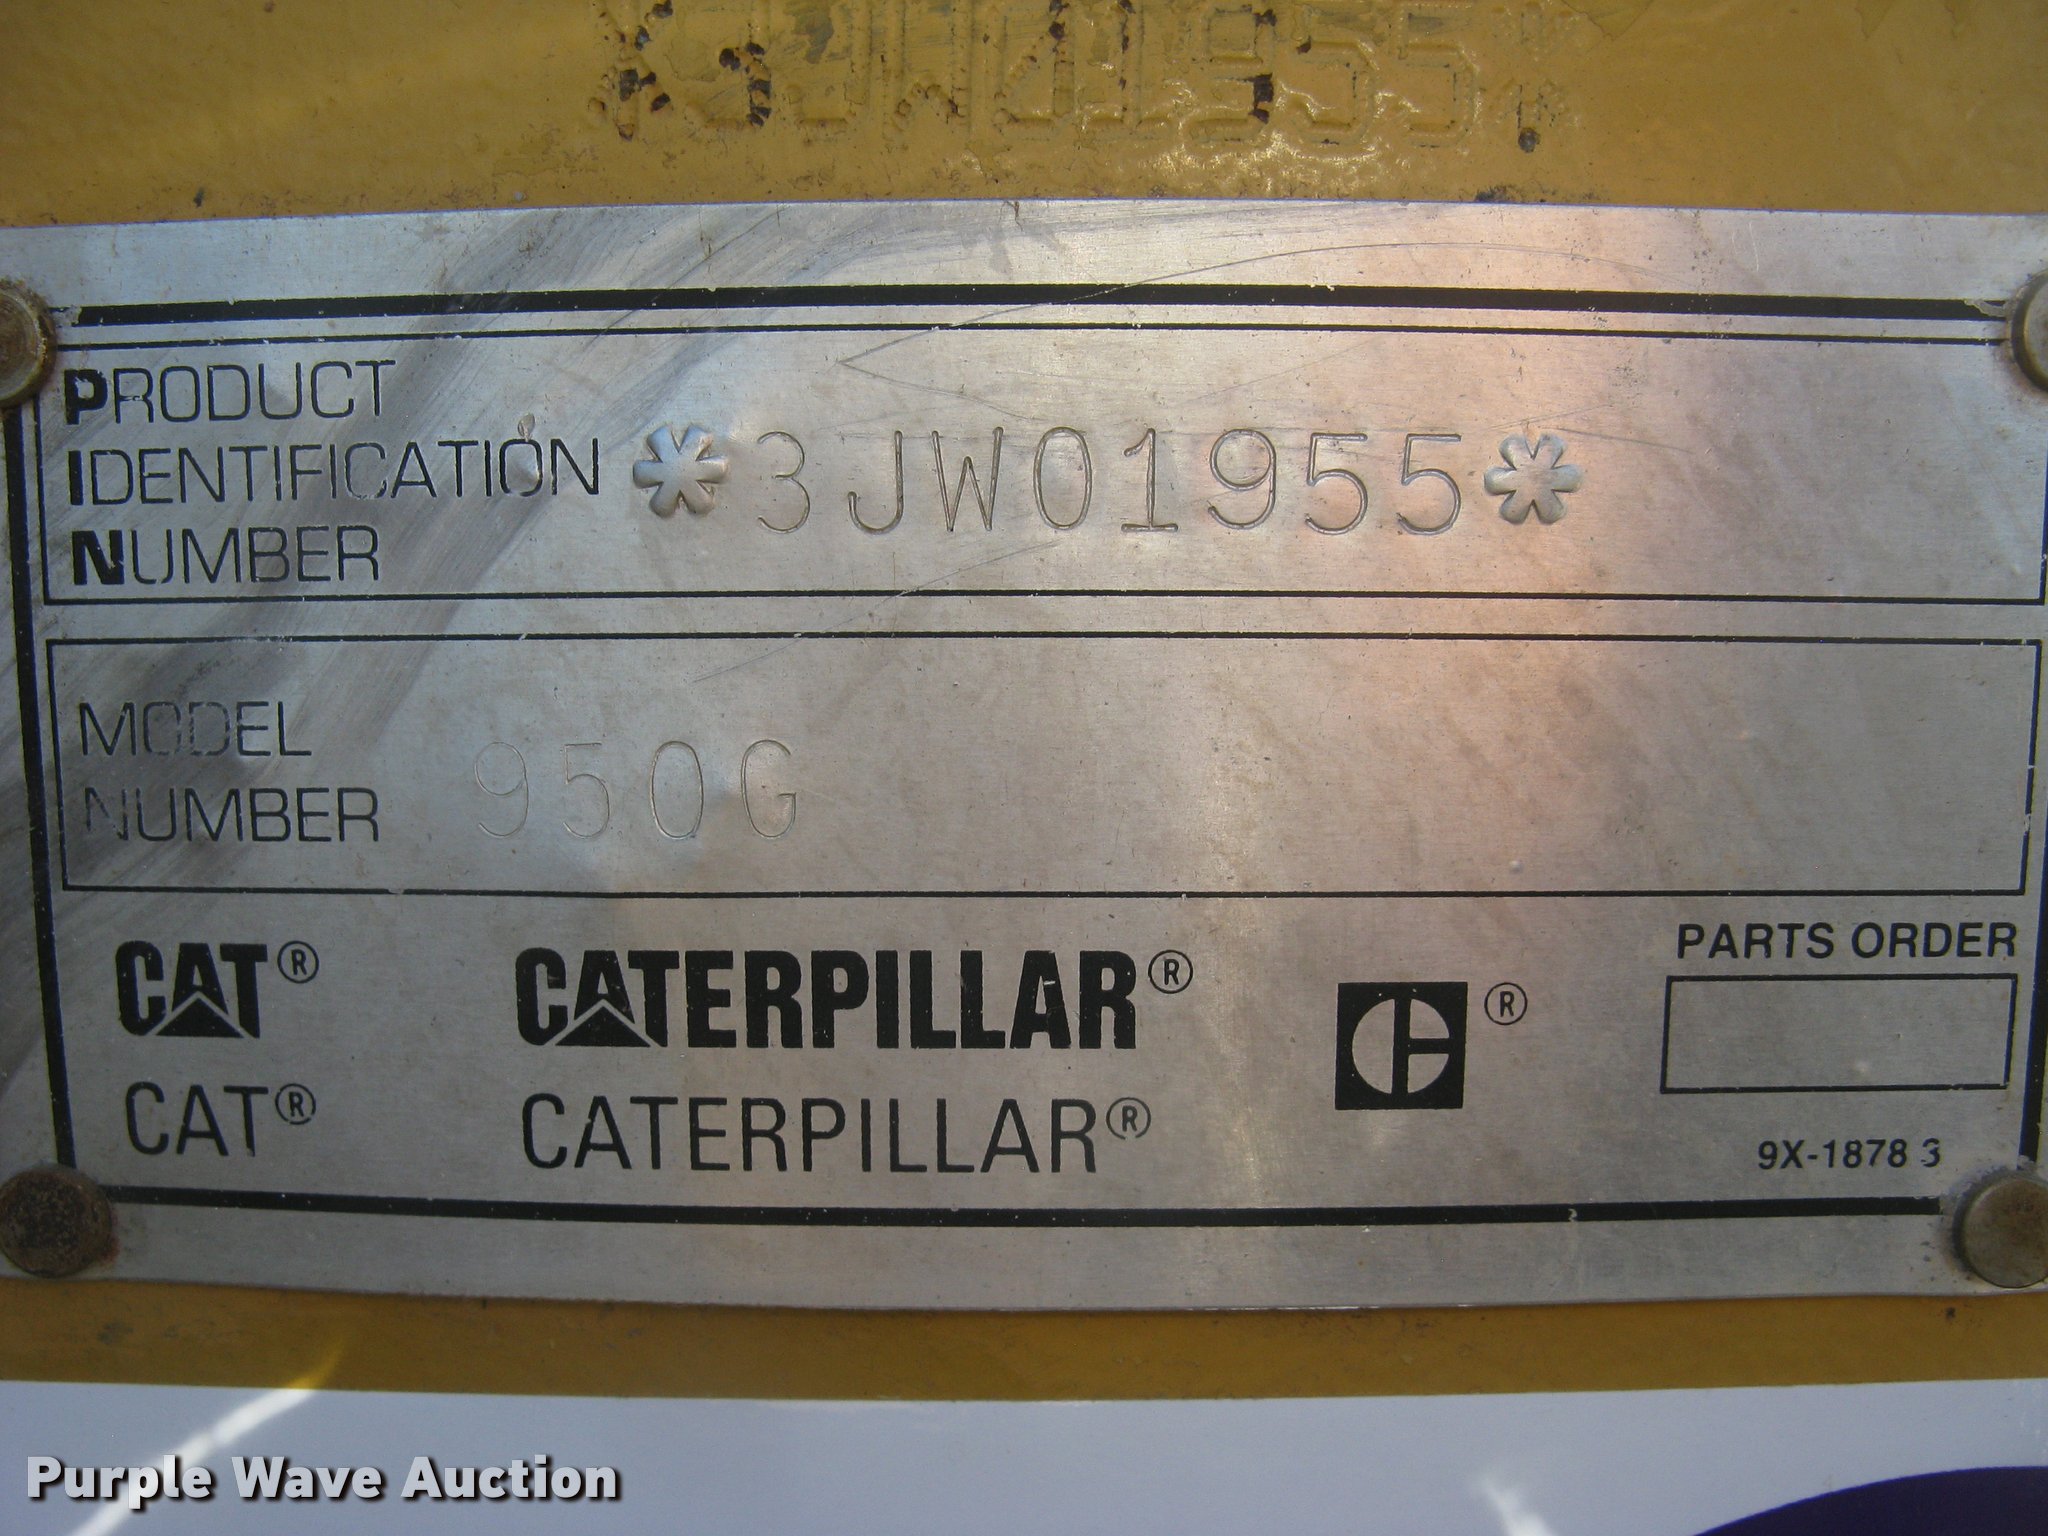 *3JW01955*
PRODUCT
IDENTIFICATION
NUMBER
*3JW01955*
MODEL
NUMBER
950G
CAT® CATERPILLAR® ®
CAT® CATERPILLAR®
PARTS ORDER
9X-1878 3
Purple Wave Auction